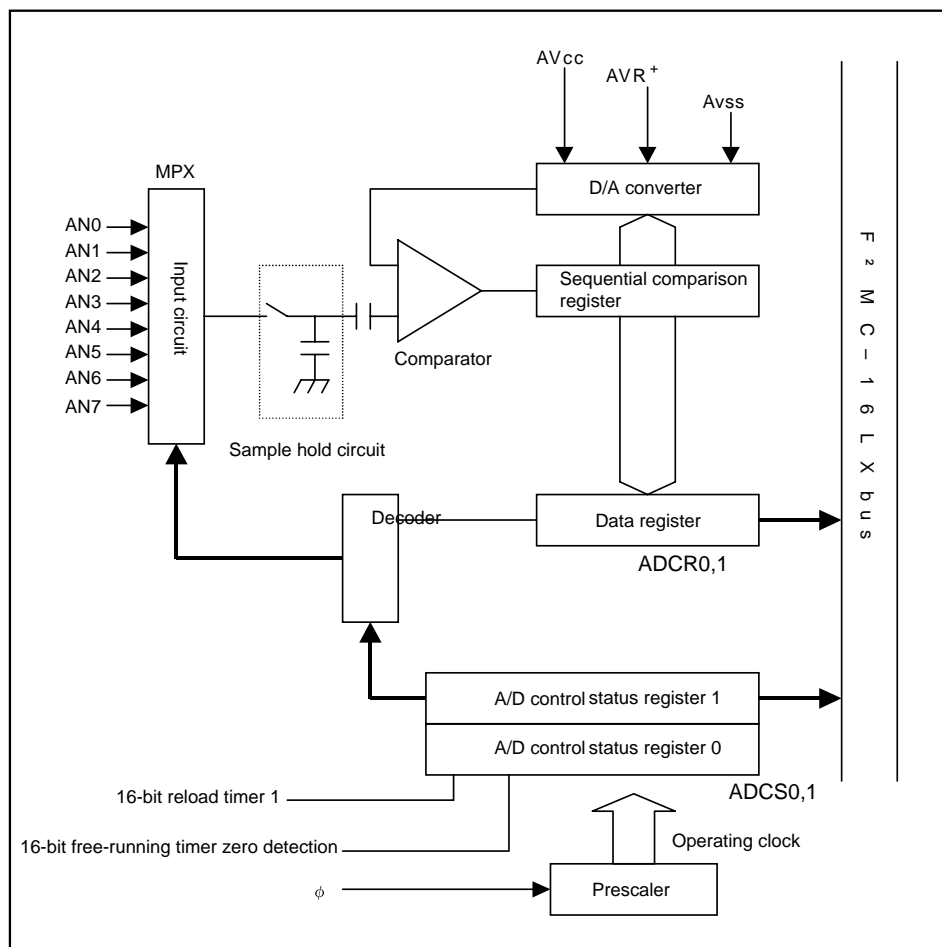 AVcc
AVR+
Avss
MPX
D/A converter
AN0
AN1
AN2
AN3
AN4
AN5
AN6
AN7
Input circuit
Sequential comparison
register
Comparator
Sample hold circuit
F² MC–16LX bus
Decoder
Data register
ADCR0,1
A/D control status register 1
A/D control status register 0
16-bit reload timer 1
ADCS0,1
16-bit free-running timer zero detection
Operating clock
φ
Prescaler